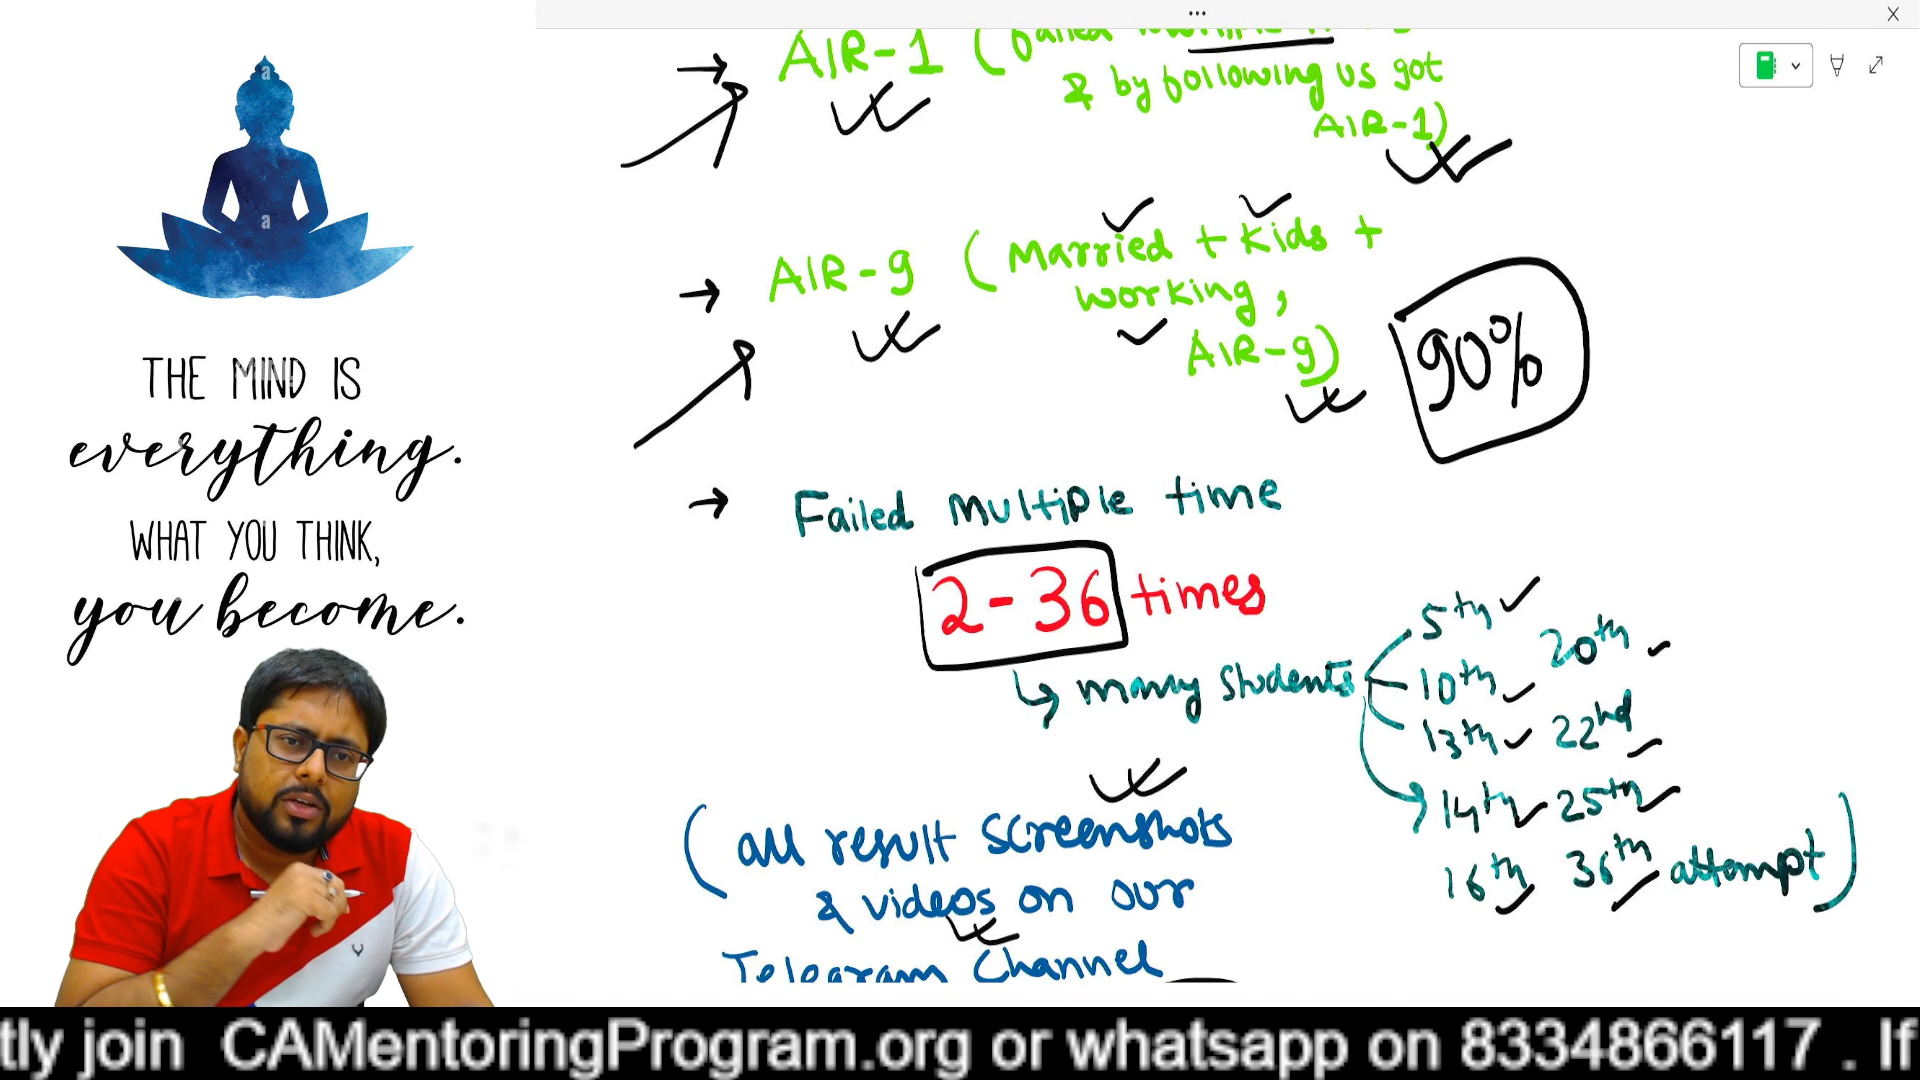 THE MIND IS
everything.
WHAT YOU THINK,
you become.
→ AIR-1 (Failed multiple
& by following us got
AIR-1)
→ AIR-9 (Married + Kids +
working,
AIR-9)
90%
→ Failed multiple time
2-36 times
↳ many students
5th 20th
10th
13th 22nd
14th 25th
16th 36th attempt)
(all result screenshots
& videos on our
Telegram Channel
tly join CAMentoringProgram.org or whatsapp on 8334866117 . If